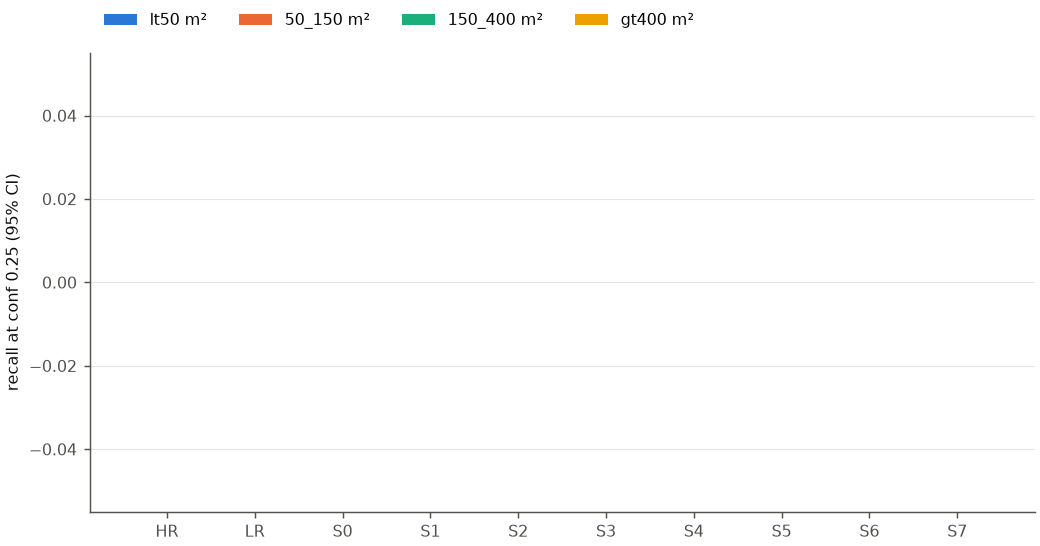 lt50 m² 50_150 m² 150_400 m² gt400 m²
recall at conf 0.25 (95% CI)
0.04
0.02
0.00
−0.02
−0.04
HR LR S0 S1 S2 S3 S4 S5 S6 S7